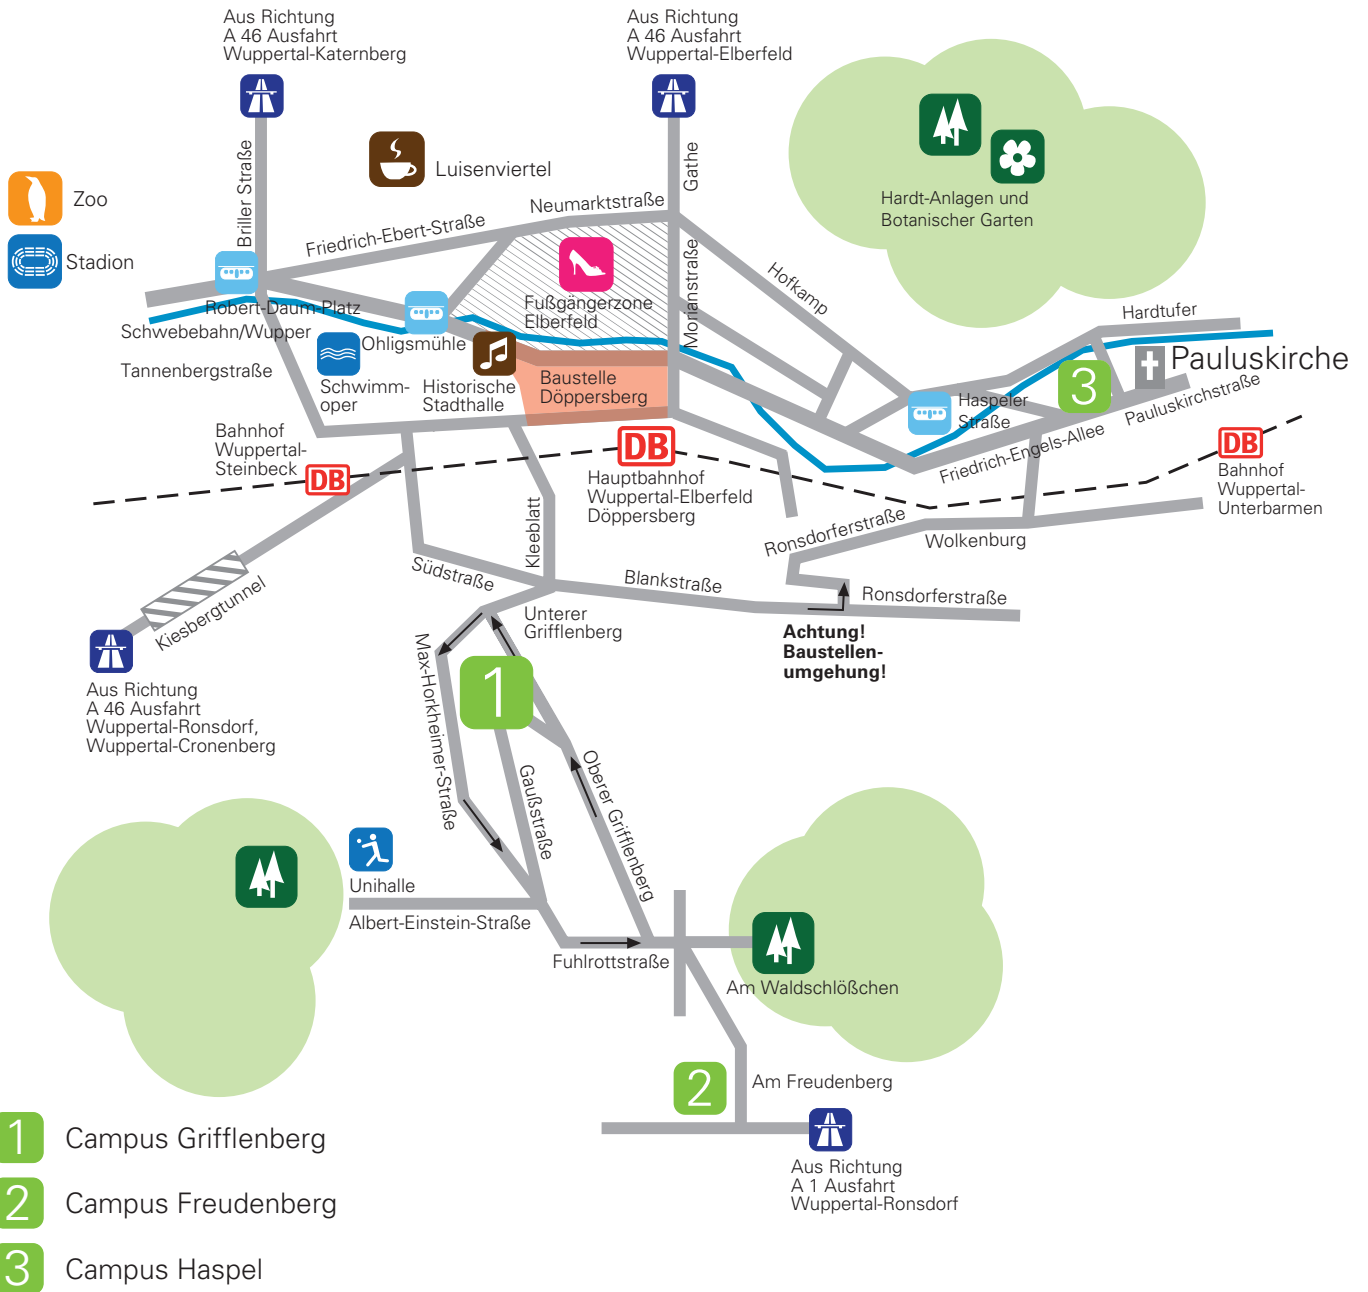 Aus Richtung
A 46 Ausfahrt
Wuppertal-Katernberg
Aus Richtung
A 46 Ausfahrt
Wuppertal-Elberfeld
Briller Straße
Luisenviertel
Gathe
Zoo
Stadion
Hardt-Anlagen und
Botanischer Garten
Friedrich-Ebert-Straße
Neumarktstraße
Morianstraße
Hofkamp
Fußgängerzone
Elberfeld
Robert-Daum-Platz
Schwebebahn/Wupper
Ohligsmühle
Hardtufer
Pauluskirche
3
Pauluskirchstraße
Tannenbergstraße
Schwimm-
oper
Historische
Stadthalle
Baustelle
Döppersberg
Haspeler
Straße
Friedrich-Engels-Allee
Bahnhof
Wuppertal-
Steinbeck
DB
DB
Hauptbahnhof
Wuppertal-Elberfeld
Döppersberg
DB
Bahnhof
Wuppertal-
Unterbarmen
Kleeblatt
Ronsdorferstraße
Wolkenburg
Südstraße
Blankstraße
Ronsdorferstraße
Kiesbergtunnel
Unterer
Grifflenberg
Achtung!
Baustellen-
umgehung!
Aus Richtung
A 46 Ausfahrt
Wuppertal-Ronsdorf,
Wuppertal-Cronenberg
Max-Horkheimer-Straße
1
Gaußstraße
Oberer Grifflenberg
Unihalle
Albert-Einstein-Straße
Fuhlrottstraße
Am Waldschlößchen
2
Am Freudenberg
Aus Richtung
A 1 Ausfahrt
Wuppertal-Ronsdorf
1 Campus Grifflenberg
2 Campus Freudenberg
3 Campus Haspel